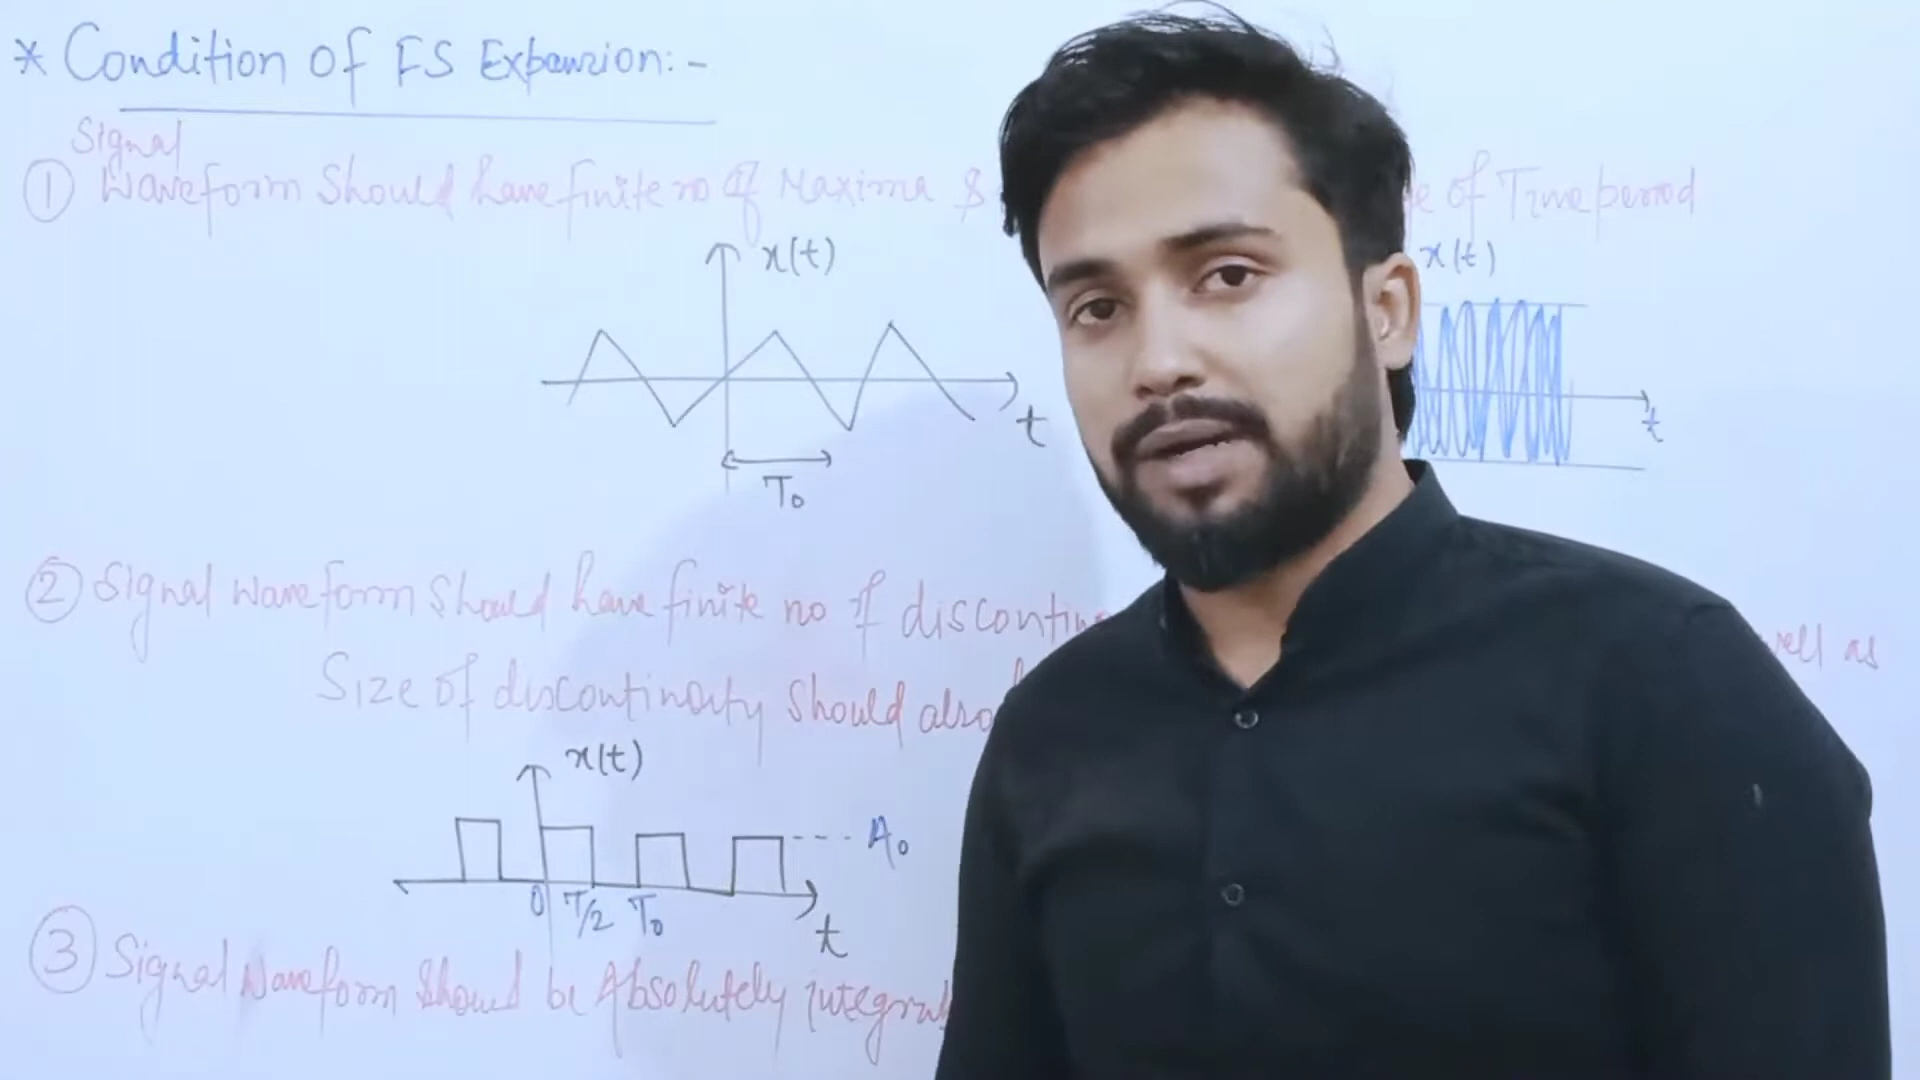 * Condition of FS Expansion:-
Signal
① Waveform Should have finite no of Maxima & of Time period
x(t)
x(t)
t
t
T₀
② Signal waveform Should have finite no of discontinu well as
Size of discontinuity Should also
x(t)
A₀
0 T/2 T₀
t
③ Signal Waveform Should be Absolutely integrab